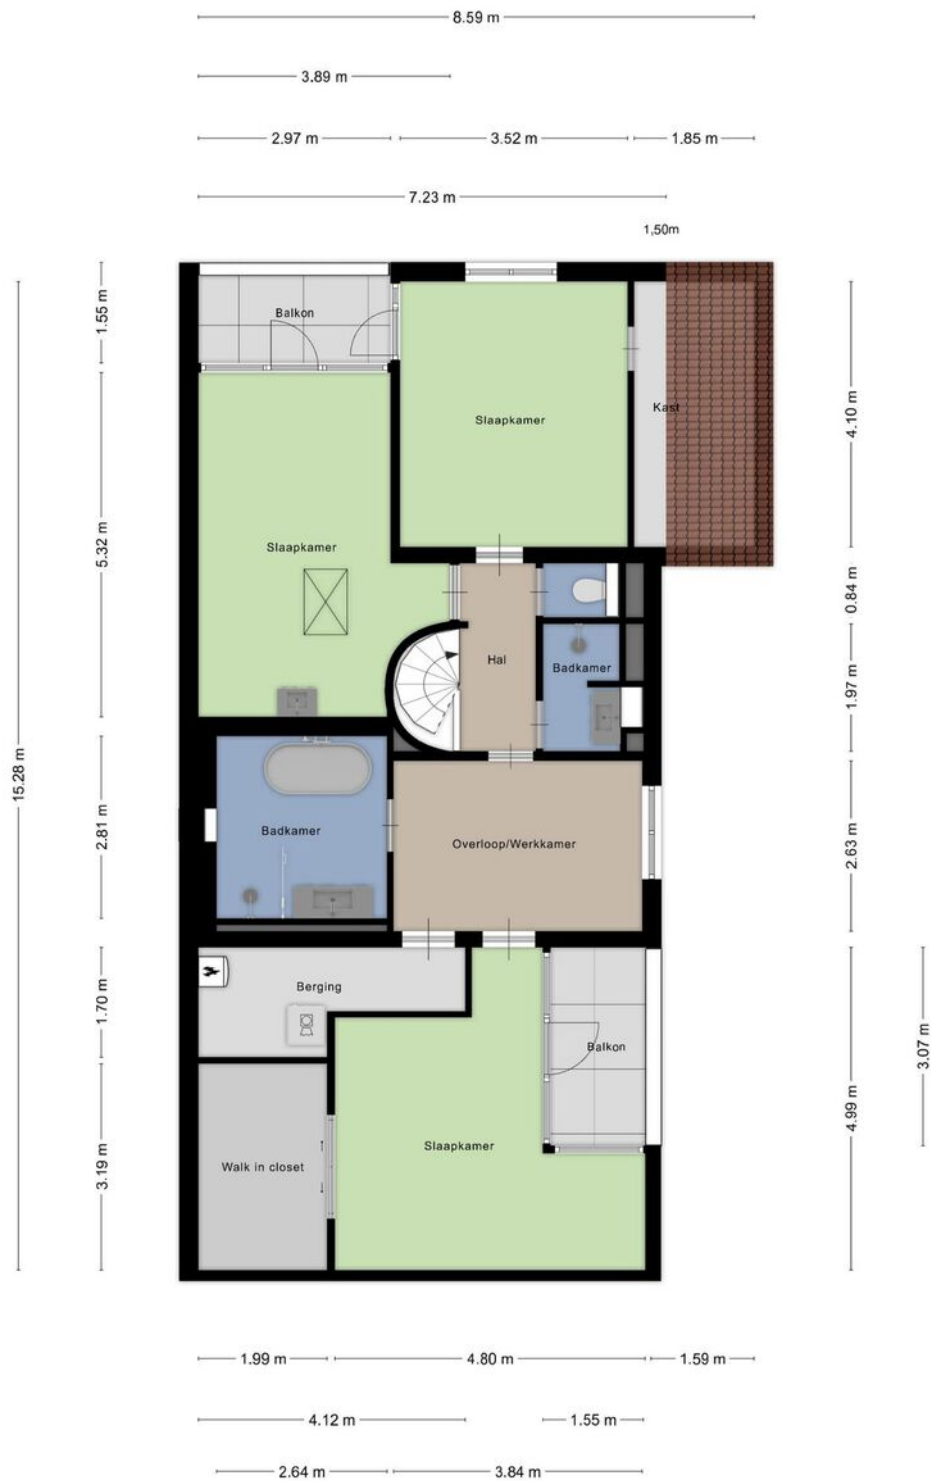 8.59 m
3.89 m
2.97 m 3.52 m 1.85 m
7.23 m
1,50m
1.55 m
Balkon
4.10 m
Kast
Slaapkamer
5.32 m
Slaapkamer
0.84 m
Hal
Badkamer
1.97 m
15.28 m
2.81 m
Badkamer
Overloop/Werkkamer
2.63 m
1.70 m
Berging
Balkon
3.07 m
4.99 m
Slaapkamer
3.19 m
Walk in closet
1.99 m 4.80 m 1.59 m
4.12 m 1.55 m
2.64 m 3.84 m